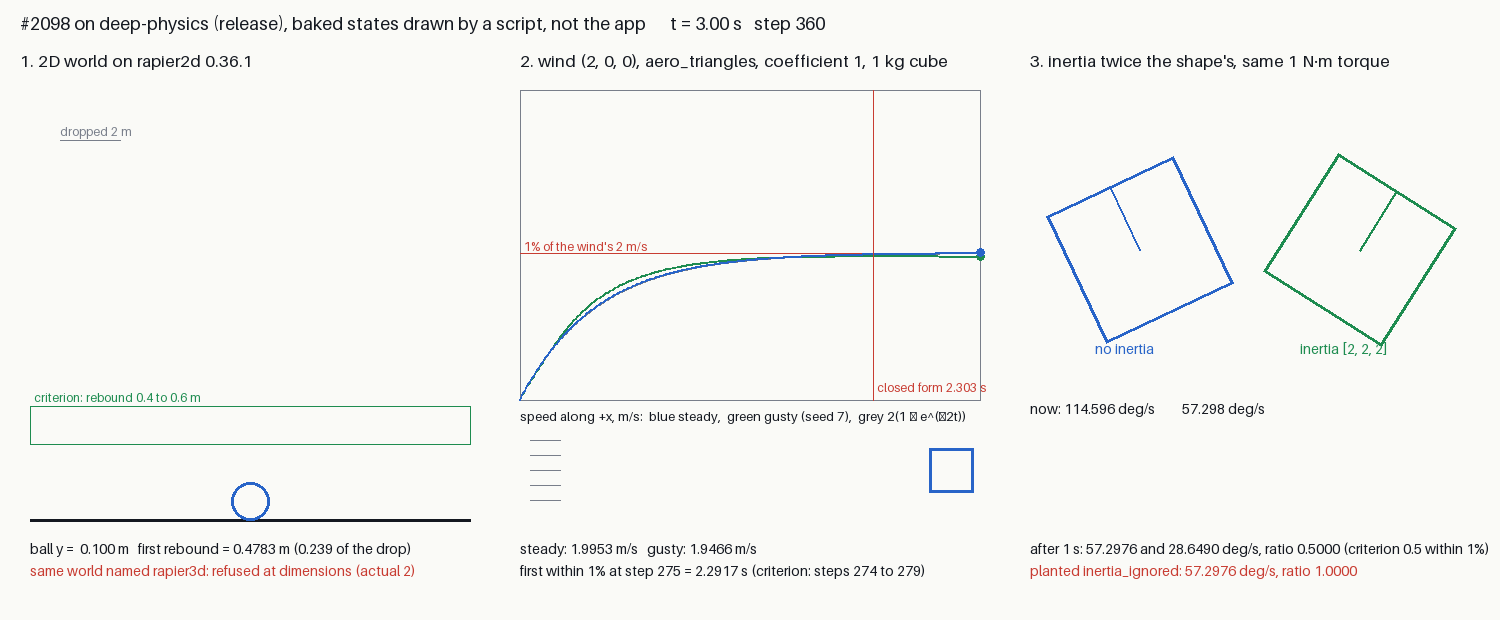 #2098 on deep-physics (release), baked states drawn by a script, not the app t = 3.00 s step 360
1. 2D world on rapier2d 0.36.1
dropped 2 m
criterion: rebound 0.4 to 0.6 m
ball y = 0.100 m first rebound = 0.4783 m (0.239 of the drop)
same world named rapier3d: refused at dimensions (actual 2)
2. wind (2, 0, 0), aero_triangles, coefficient 1, 1 kg cube
1% of the wind's 2 m/s
closed form 2.303 s
speed along +x, m/s: blue steady, green gusty (seed 7), grey 2(1 □ e^(□2t))
steady: 1.9953 m/s gusty: 1.9466 m/s
first within 1% at step 275 = 2.2917 s (criterion: steps 274 to 279)
3. inertia twice the shape's, same 1 N·m torque
no inertia
inertia [2, 2, 2]
now: 114.596 deg/s 57.298 deg/s
after 1 s: 57.2976 and 28.6490 deg/s, ratio 0.5000 (criterion 0.5 within 1%)
planted inertia_ignored: 57.2976 deg/s, ratio 1.0000